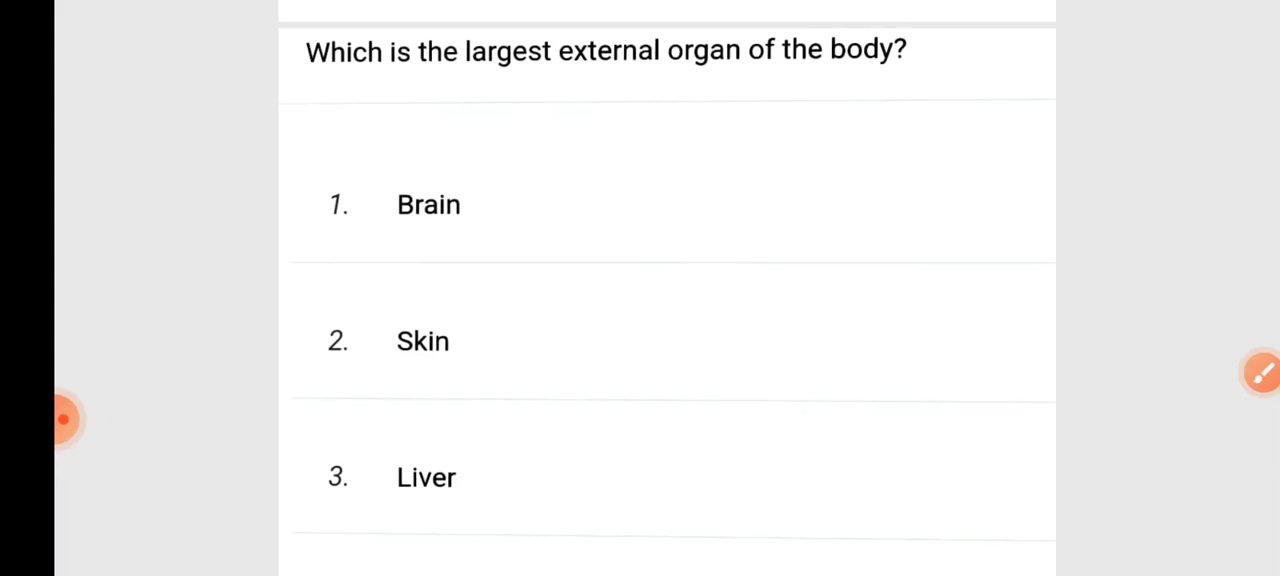 Which is the largest external organ of the body?
1. Brain
2. Skin
3. Liver